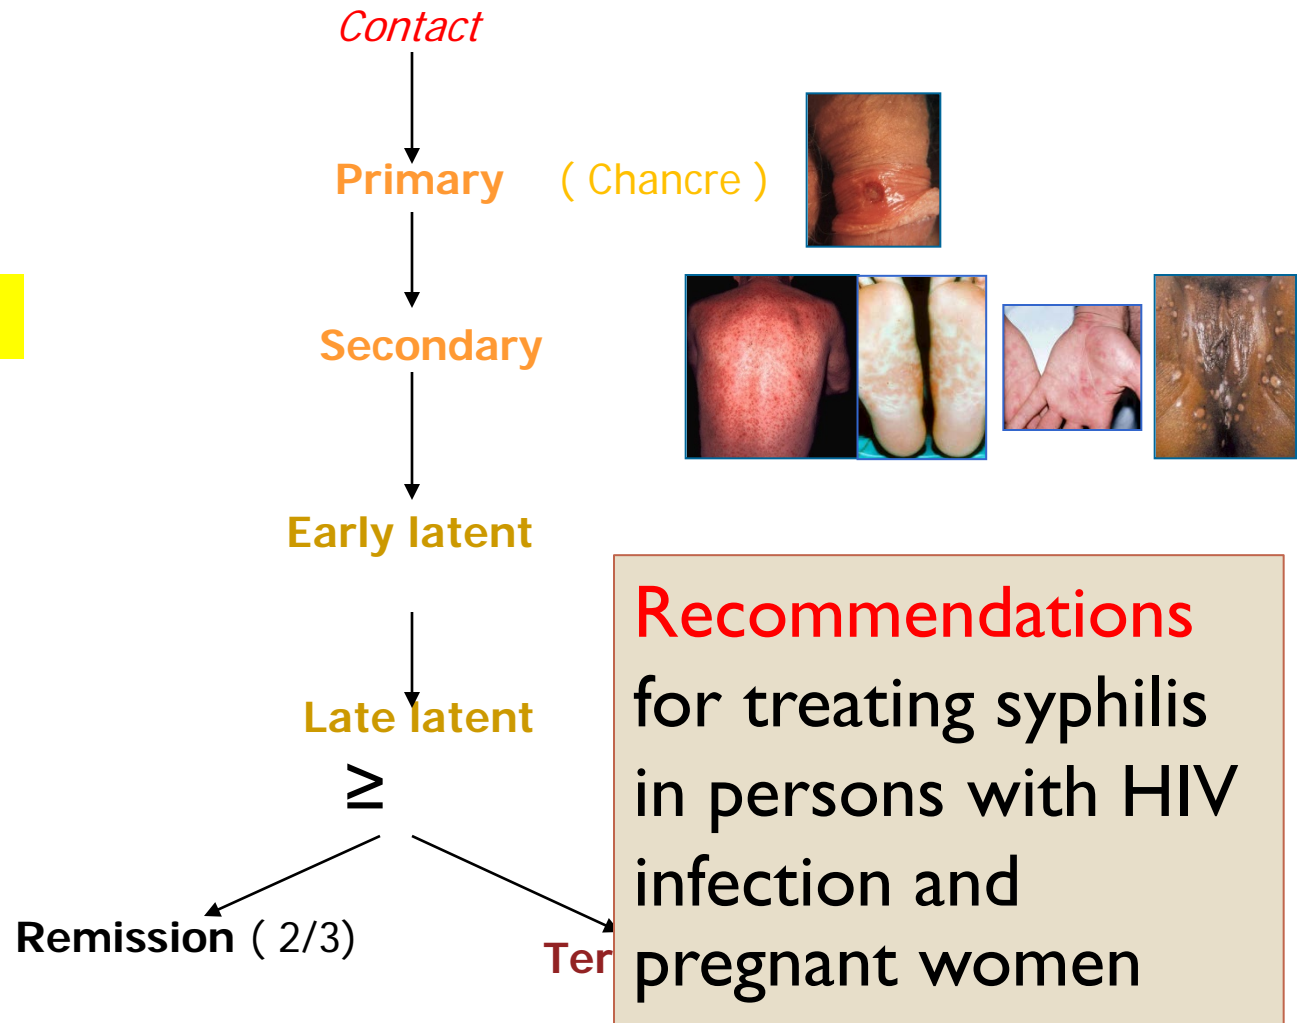 Contact
Primary ( Chancre )
Secondary
Early latent
Late latent
≥
Remission ( 2/3)
Ter
Recommendations
for treating syphilis
in persons with HIV
infection and
pregnant women